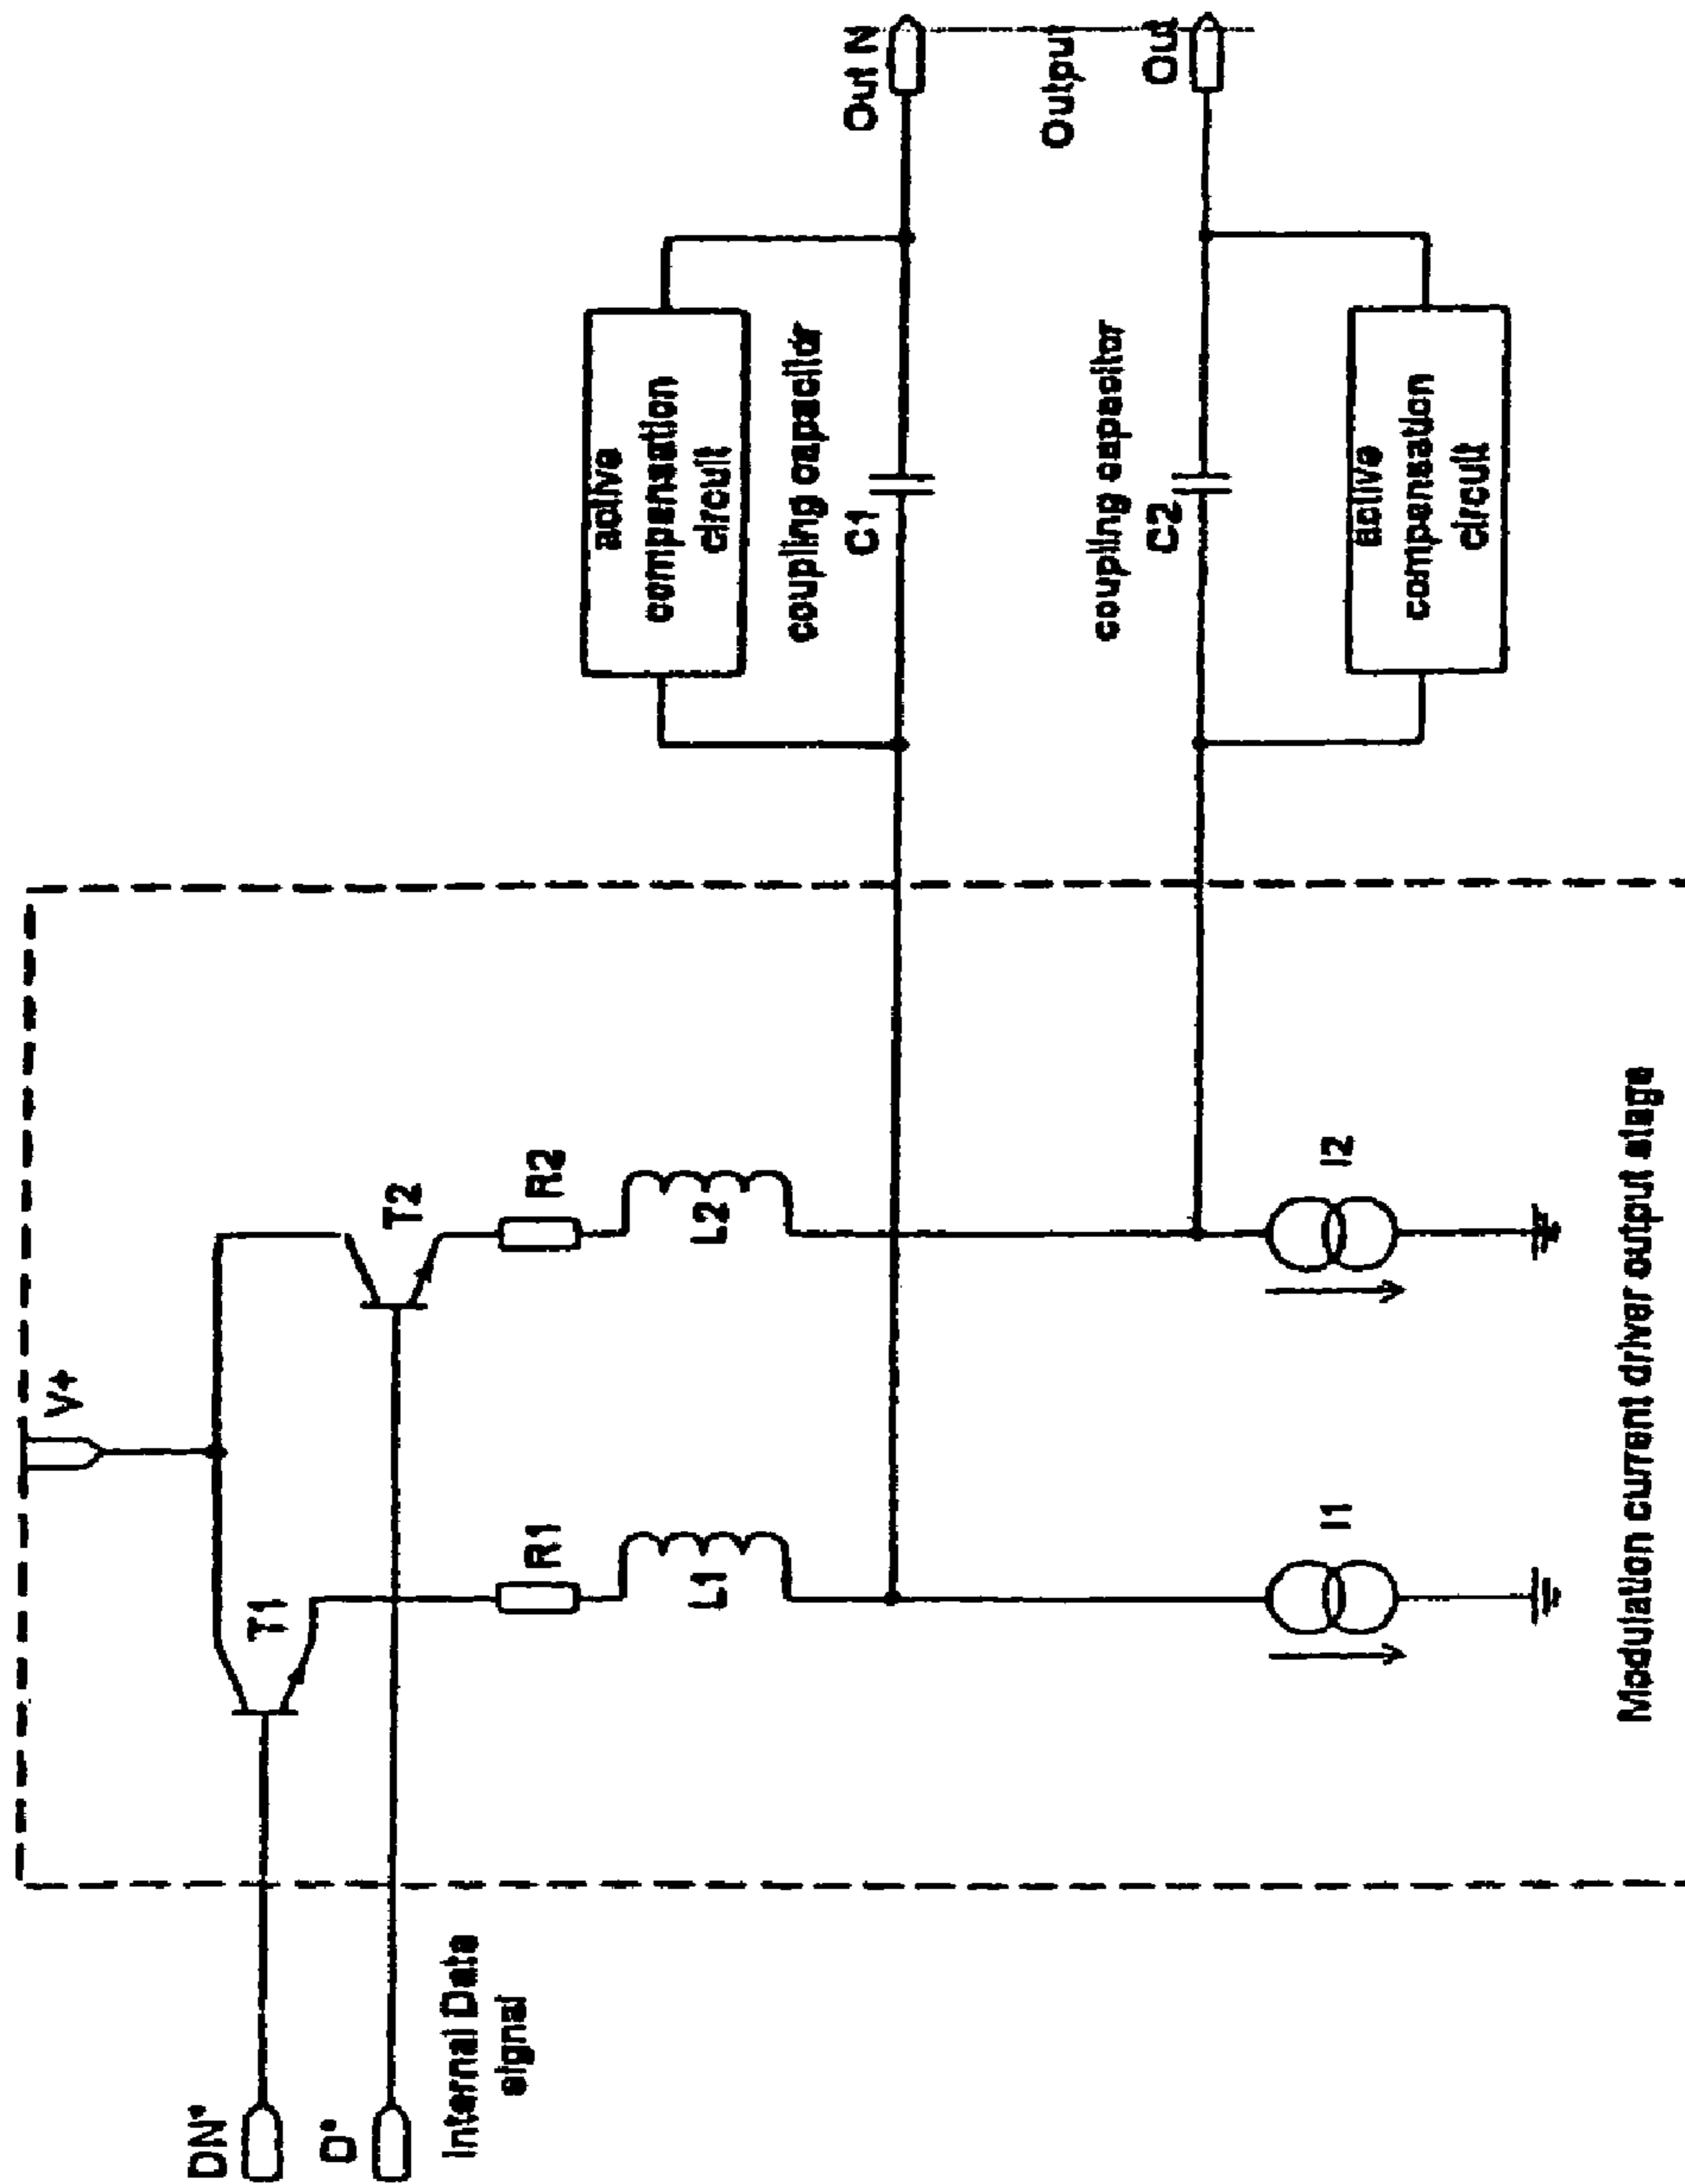 DN'
D'
Internal Data
signal
V+
T1
T2
R1
R2
L1
L2
I1
I2
Modulation current driver output stage
active
compensation
circuit
coupling capacitor
C1
coupling capacitor
C2
active
compensation
circuit
Out N
Output
Out